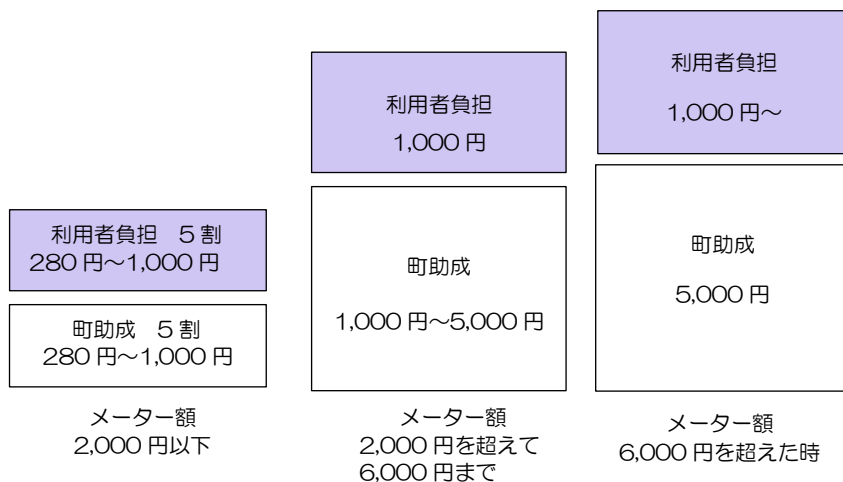 利用者負担　5割
280円～1,000円
町助成　5割
280円～1,000円
メーター額
2,000円以下
利用者負担
1,000円
町助成
1,000円～5,000円
メーター額
2,000円を超えて
6,000円まで
利用者負担
1,000円～
町助成
5,000円
メーター額
6,000円を超えた時